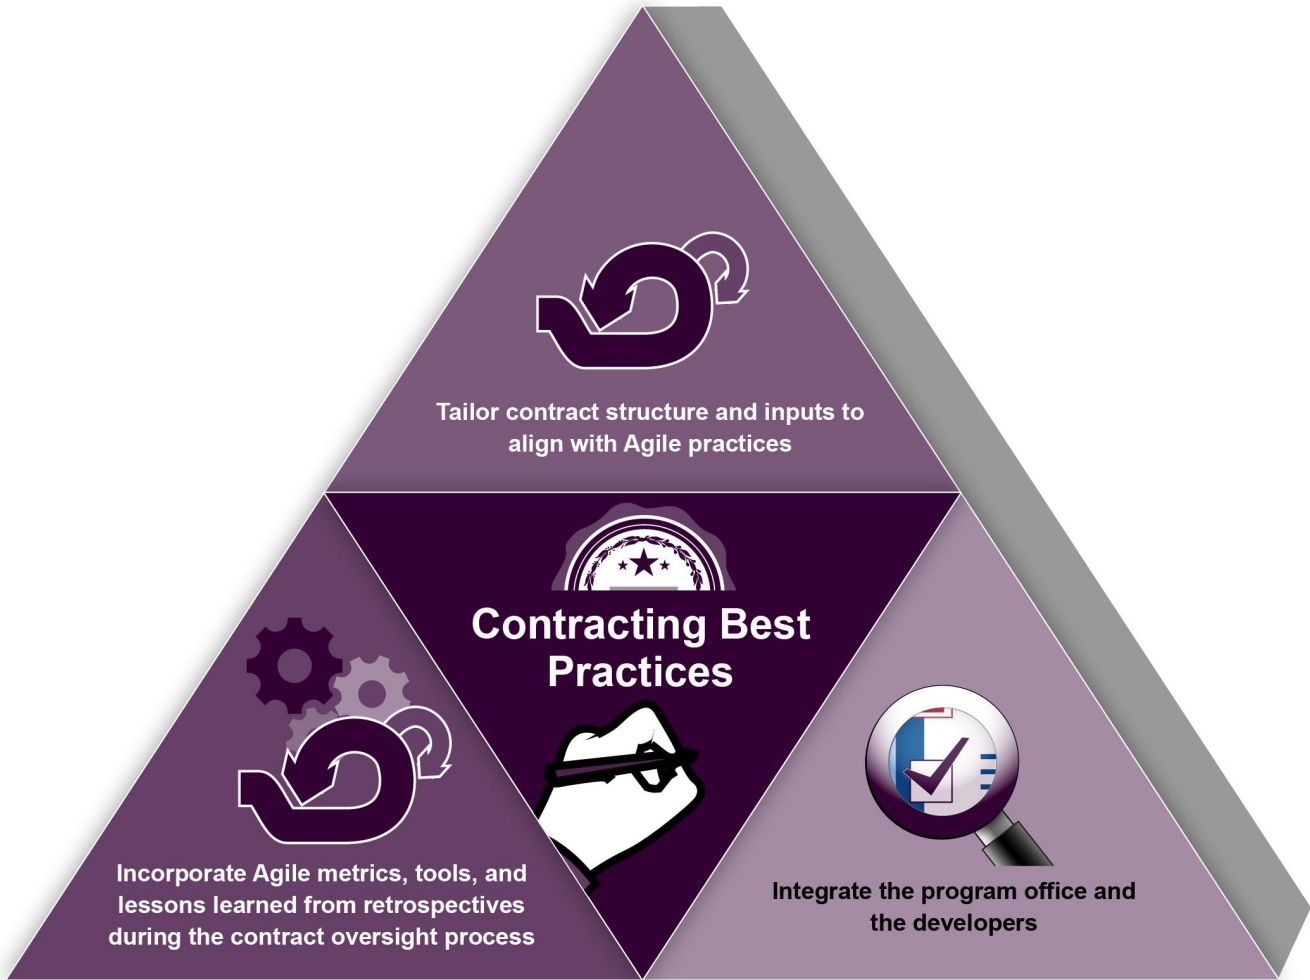 Tailor contract structure and inputs to
align with Agile practices
Contracting Best
Practices
Incorporate Agile metrics, tools, and
lessons learned from retrospectives
during the contract oversight process
Integrate the program office and
the developers